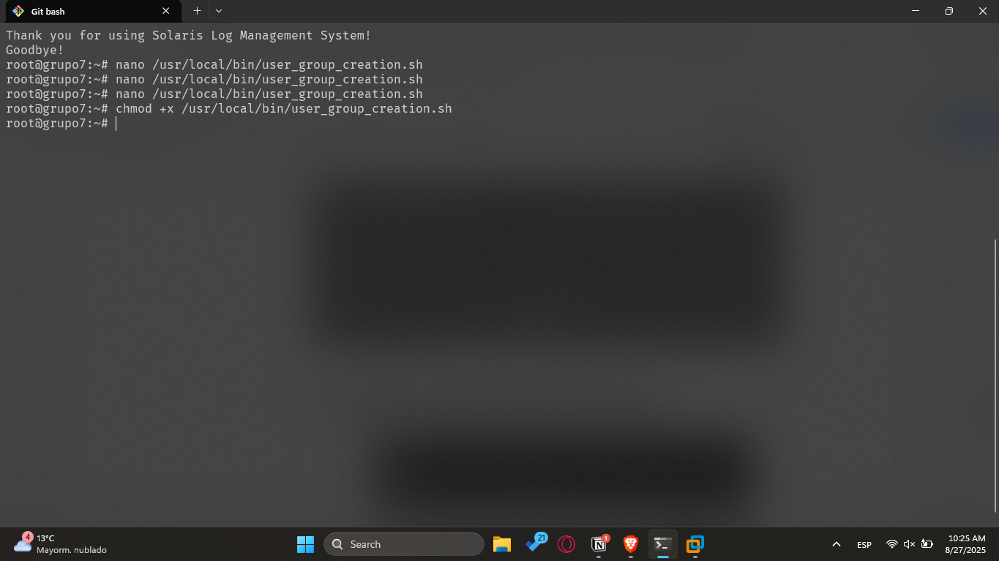 Git bash
Thank you for using Solaris Log Management System!
Goodbye!
root@grupo7:~# nano /usr/local/bin/user_group_creation.sh
root@grupo7:~# nano /usr/local/bin/user_group_creation.sh
root@grupo7:~# nano /usr/local/bin/user_group_creation.sh
root@grupo7:~# chmod +x /usr/local/bin/user_group_creation.sh
root@grupo7:~#
4
13°C
Mayorm. nublado
Search
21
1
ESP
10:25 AM
8/27/2025